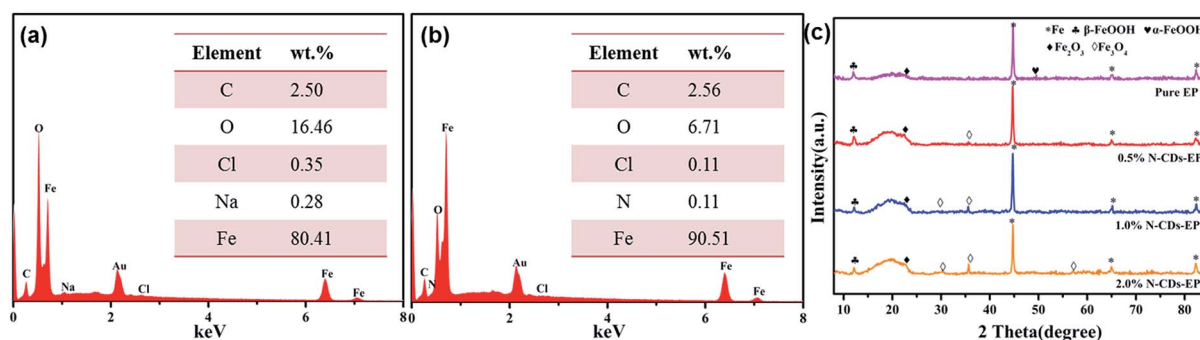 (a)
Element wt.%
C 2.50
O 16.46
Cl 0.35
Na 0.28
Fe 80.41
O
Fe
C
Na
Au
Cl
Fe
Fe
0 2 4 6 8
keV
(b)
Element wt.%
C 2.56
O 6.71
Cl 0.11
N 0.11
Fe 90.51
Fe
O
C
N
Au
Cl
Fe
Fe
0 2 4 6 8
keV
(c)
*Fe ♣ β-FeOOH ♥α-FeOOH
♦Fe₂O₃ ◊Fe₃O₄
Pure EP
0.5% N-CDs-EP
1.0% N-CDs-EP
2.0% N-CDs-EP
Intensity(a.u.)
10 20 30 40 50 60 70 80
2 Theta(degree)